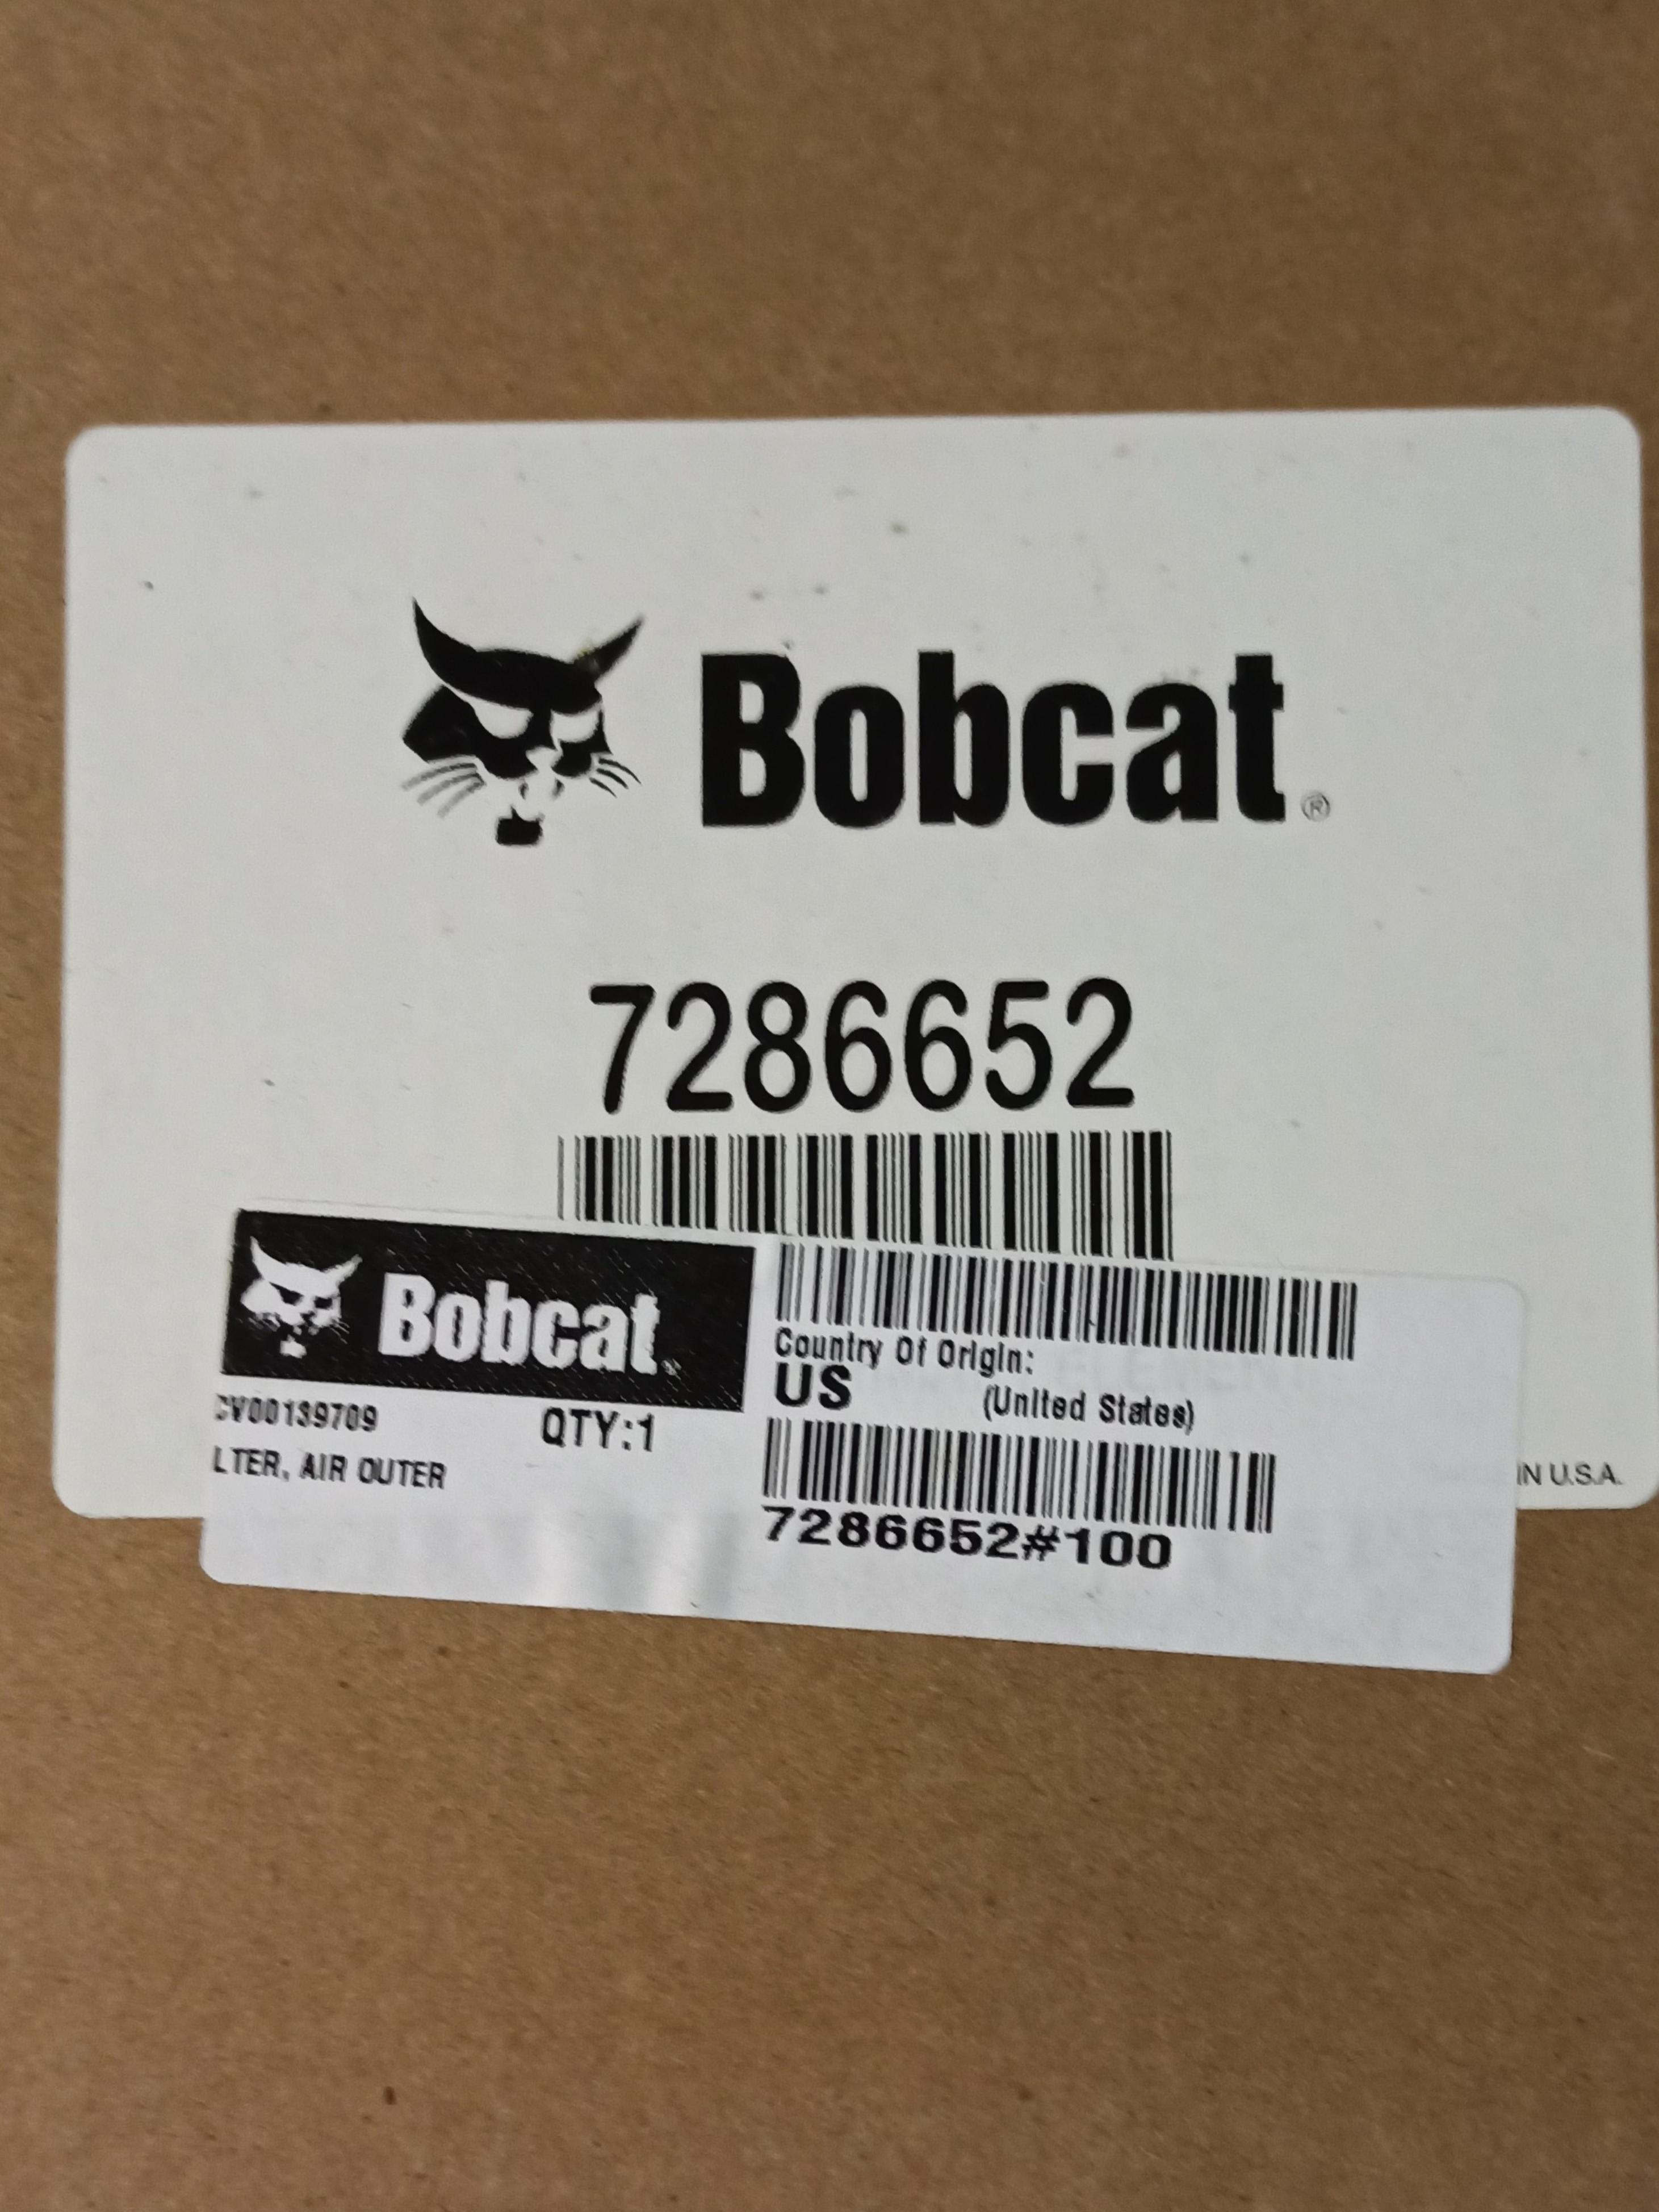 Bobcat®
7286652
Bobcat
Country Of Origin:
US (United States)
CV00139709 QTY:1
LTER, AIR OUTER
7286652#100
IN U.S.A.